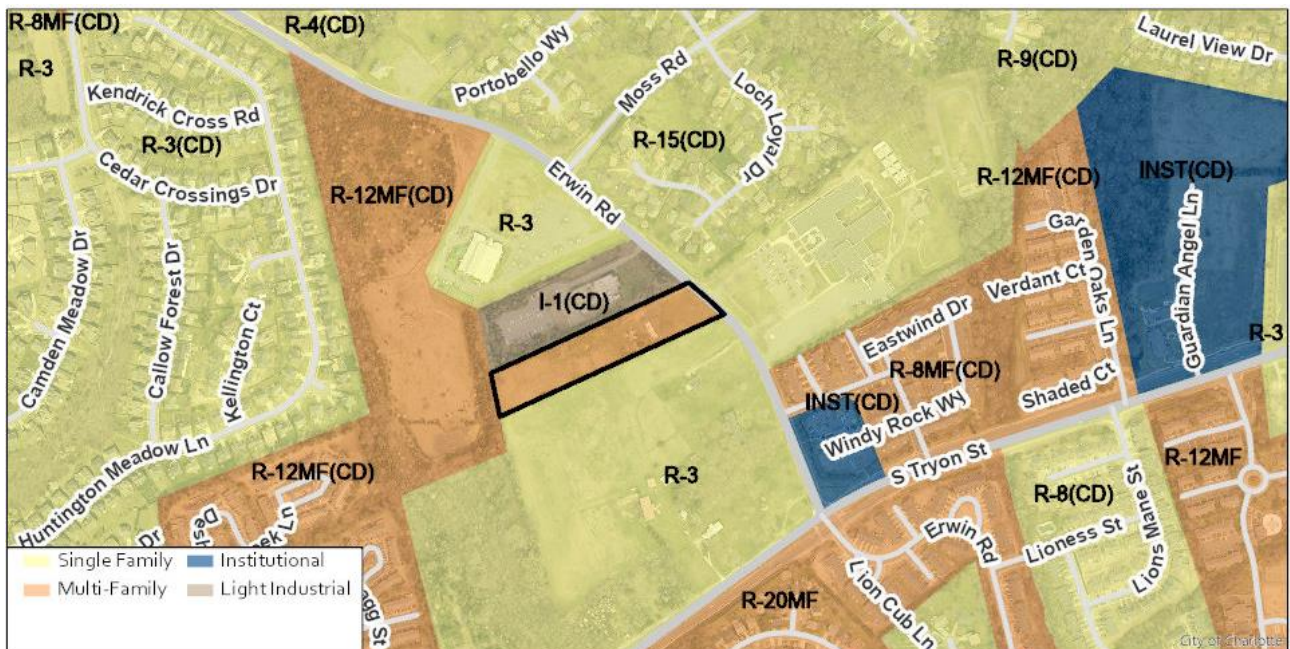 R-8MF(CD)
R-4(CD)
R-3
Portobello Wy
Moss Rd
Loch Loyal Dr
R-9(CD)
Laurel View Dr
Kendrick Cross Rd
R-3(CD)
Cedar Crossings Dr
R-15(CD)
R-12MF(CD)
R-12MF(CD)
INST(CD)
Erwin Rd
R-3
Garden Oaks Ln
Guardian Angel Ln
Camden Meadow Dr
Callow Forest Dr
Kellington Ct
I-1(CD)
Verdant Ct
Eastwind Dr
R-3
R-8MF(CD)
Shaded Ct
INST(CD)
Windy Rock Wy
Huntington Meadow Ln
R-12MF(CD)
R-3
S Tryon St
R-12MF
R-8(CD)
Lions Mane St
Erwin Rd
Lioness St
Dr
Lion Cub Ln
R-20MF
Single Family
Institutional
Multi-Family
Light Industrial
City of Charlotte